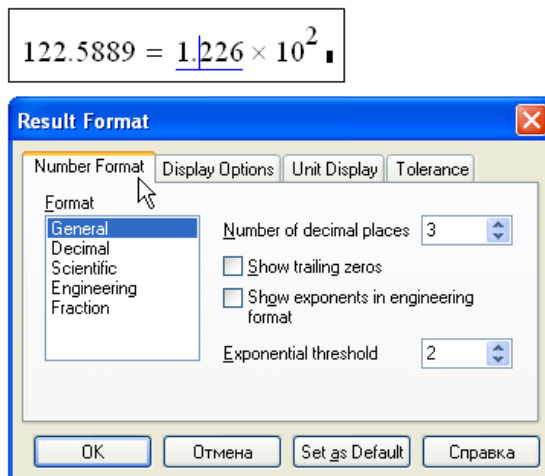 122.5889 = 1.226 × 10²
Result Format
Number Format Display Options Unit Display Tolerance
Format
General
Decimal
Scientific
Engineering
Fraction
Number of decimal places 3
Show trailing zeros
Show exponents in engineering
format
Exponential threshold 2
OK Отмена Set as Default Справка